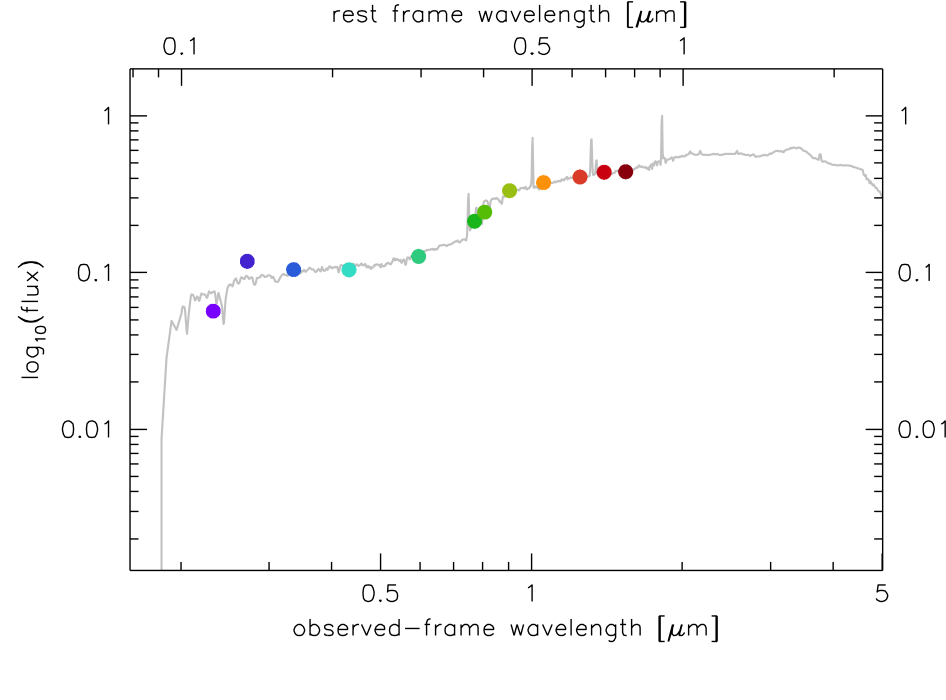 rest frame wavelength [μm]
0.1 0.5 1
1 1
0.1 0.1
0.01 0.01
log10(flux)
0.5 1 5
observed-frame wavelength [μm]